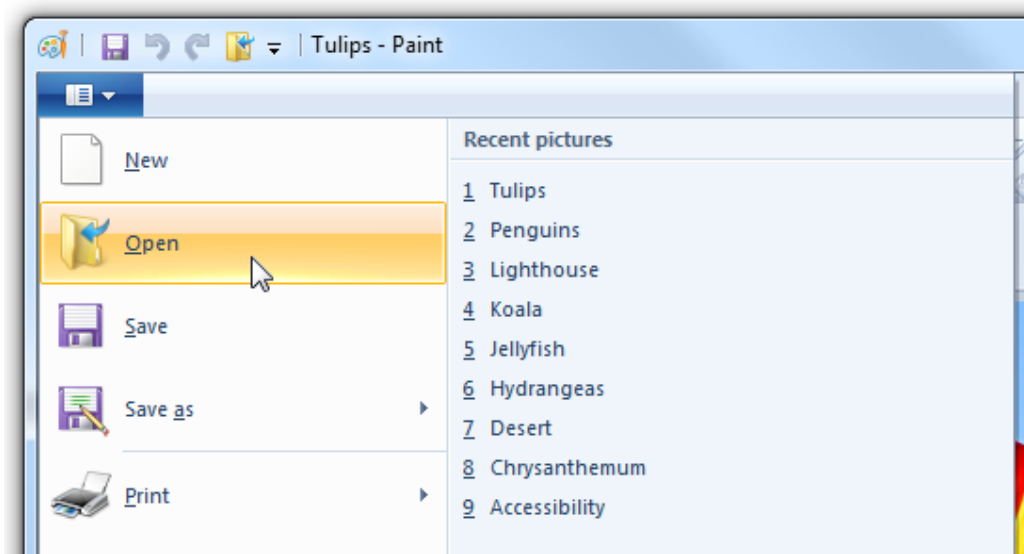 Tulips - Paint
New
Open
Save
Save as
Print
Recent pictures
1 Tulips
2 Penguins
3 Lighthouse
4 Koala
5 Jellyfish
6 Hydrangeas
7 Desert
8 Chrysanthemum
9 Accessibility